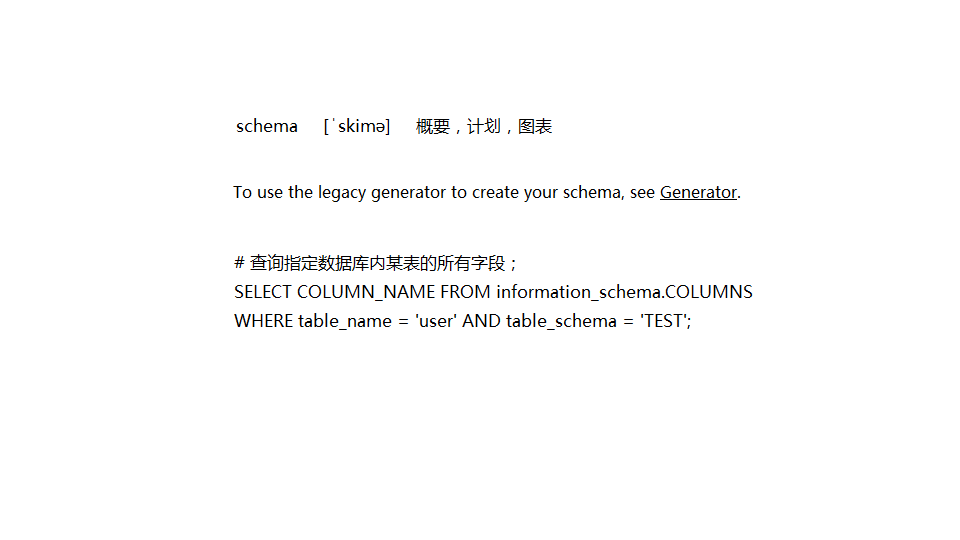 schema [ˈskimə] 概要，计划，图表
To use the legacy generator to create your schema, see Generator.
# 查询指定数据库内某表的所有字段；
SELECT COLUMN_NAME FROM information_schema.COLUMNS
WHERE table_name = 'user' AND table_schema = 'TEST';